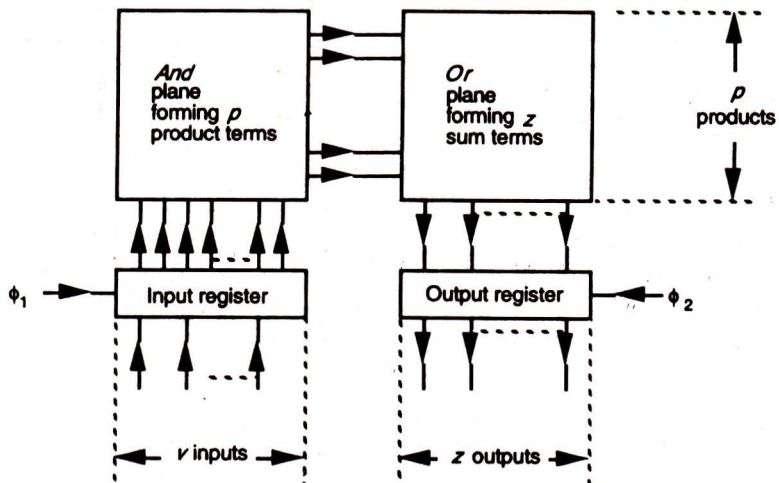 And
plane
forming p
product terms
Or
plane
forming z
sum terms
p
products
ϕ1
Input register
Output register
ϕ2
v inputs
z outputs